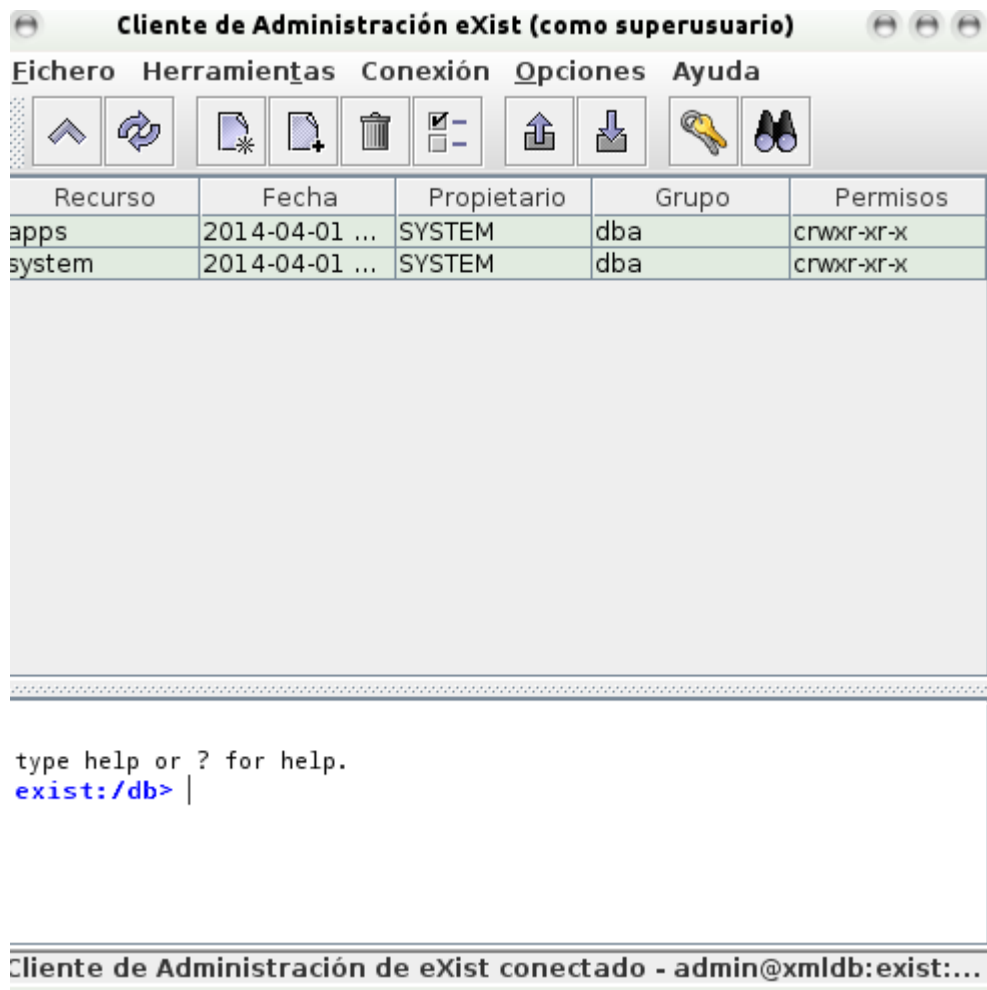 Cliente de Administración eXist (como superusuario)
Fichero Herramientas Conexión Opciones Ayuda
Recurso Fecha Propietario Grupo Permisos
apps 2014-04-01 ... SYSTEM dba crwxr-xr-x
system 2014-04-01 ... SYSTEM dba crwxr-xr-x
type help or ? for help.
exist:/db>
Cliente de Administración de eXist conectado - admin@xmldb:exist:...